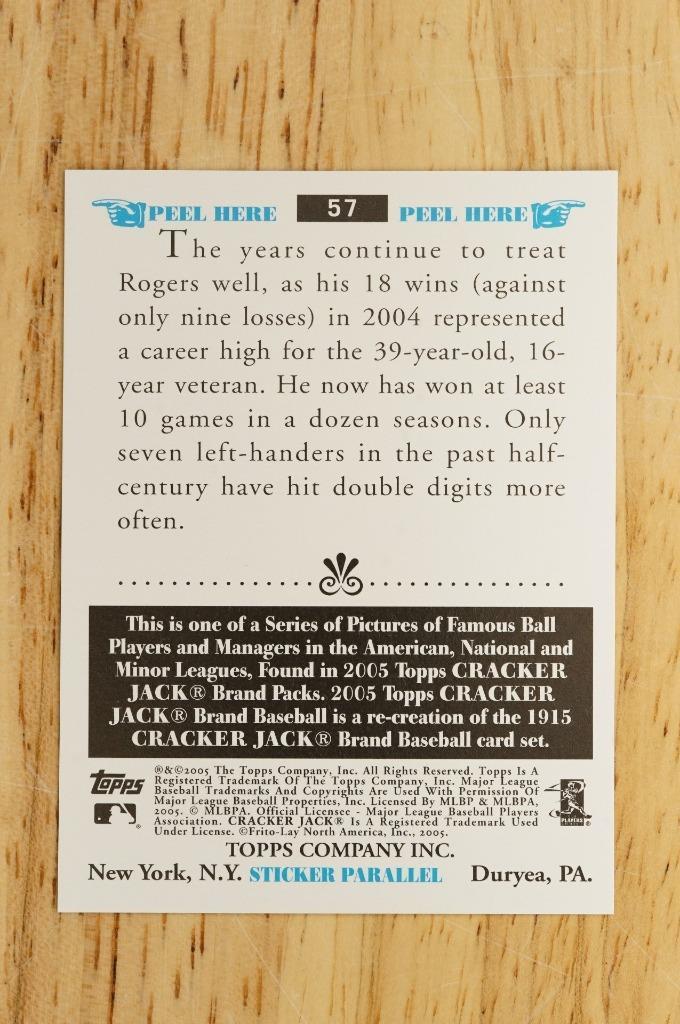 PEEL HERE 57 PEEL HERE
The years continue to treat
Rogers well, as his 18 wins (against
only nine losses) in 2004 represented
a career high for the 39-year-old, 16-
year veteran. He now has won at least
10 games in a dozen seasons. Only
seven left-handers in the past half-
century have hit double digits more
often.
This is one of a Series of Pictures of Famous Ball
Players and Managers in the American, National and
Minor Leagues, Found in 2005 Topps CRACKER
JACK® Brand Packs. 2005 Topps CRACKER
JACK® Brand Baseball is a re-creation of the 1915
CRACKER JACK® Brand Baseball card set.
topps
®&©2005 The Topps Company, Inc. All Rights Reserved. Topps Is A
Registered Trademark Of The Topps Company, Inc. Major League
Baseball Trademarks And Copyrights Are Used With Permission Of
Major League Baseball Properties, Inc. Licensed By MLBP & MLBPA,
2005. © MLBPA. Official Licensee - Major League Baseball Players
Association. CRACKER JACK® Is A Registered Trademark Used
Under License. ©Frito-Lay North America, Inc., 2005.
PLAYERS
TOPPS COMPANY INC.
New York, N.Y. STICKER PARALLEL Duryea, PA.